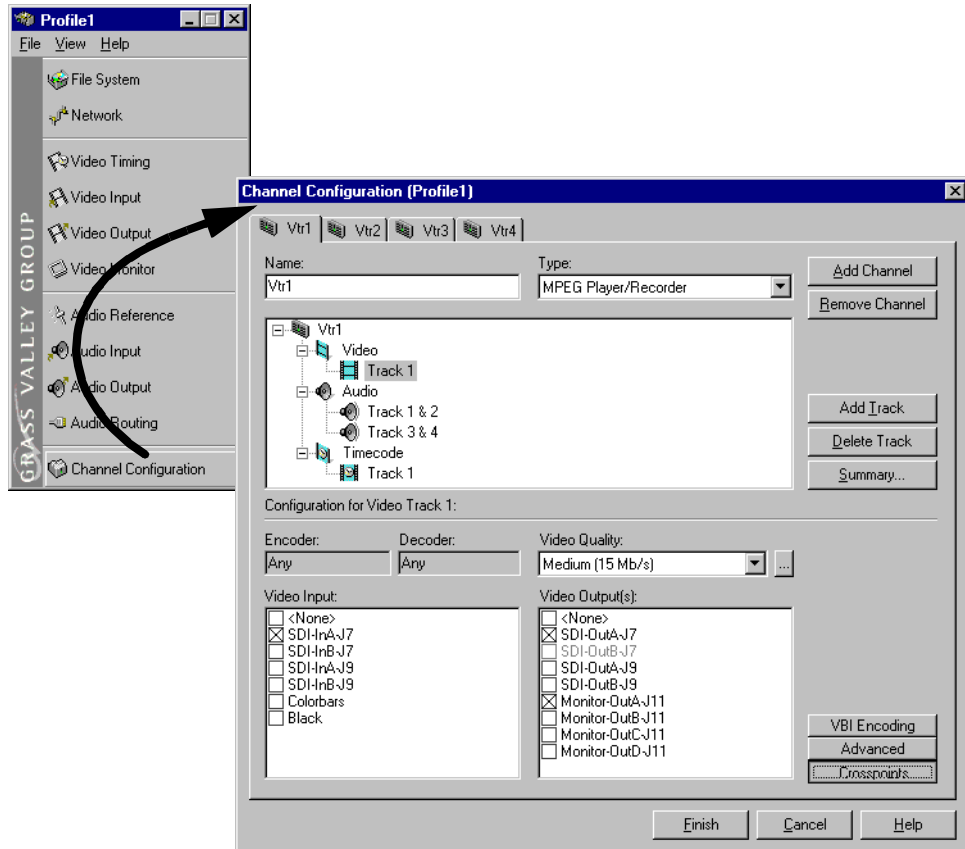 Profile1
File View Help
File System
Network
Video Timing
Video Input
Video Output
Video Monitor
Audio Reference
Audio Input
Audio Output
Audio Routing
Channel Configuration
GRASS VALLEY GROUP
Channel Configuration (Profile1)
Vtr1 Vtr2 Vtr3 Vtr4
Name: Type:
Vtr1 MPEG Player/Recorder
Add Channel
Remove Channel
Vtr1
Video
Track 1
Audio
Track 1 & 2
Track 3 & 4
Timecode
Track 1
Add Track
Delete Track
Summary...
Configuration for Video Track 1:
Encoder: Decoder: Video Quality:
Any Any Medium (15 Mb/s) ...
Video Input:
<None>
SDI-InA-J7
SDI-InB-J7
SDI-InA-J9
SDI-InB-J9
Colorbars
Black
Video Output(s):
<None>
SDI-OutA-J7
SDI-OutB-J7
SDI-OutA-J9
SDI-OutB-J9
Monitor-OutA-J11
Monitor-OutB-J11
Monitor-OutC-J11
Monitor-OutD-J11
VBI Encoding
Advanced
Crosspoints
Finish Cancel Help